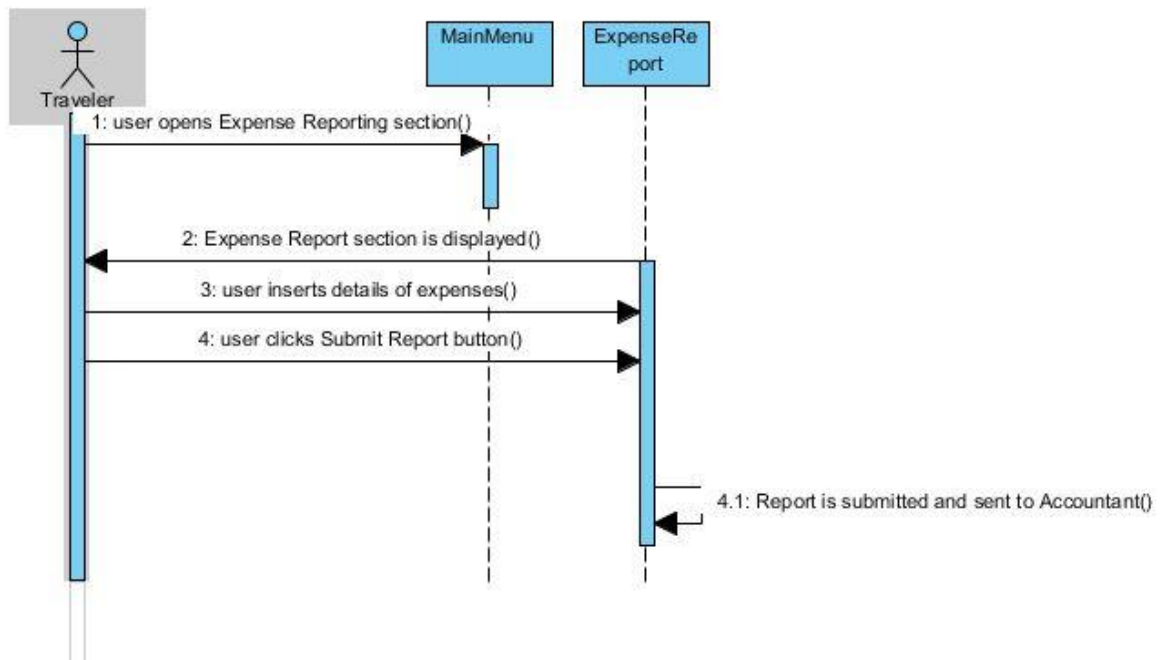 MainMenu
ExpenseRe
port
Traveler
1: user opens Expense Reporting section()
2: Expense Report section is displayed()
3: user inserts details of expenses()
4: user clicks Submit Report button()
4.1: Report is submitted and sent to Accountant()